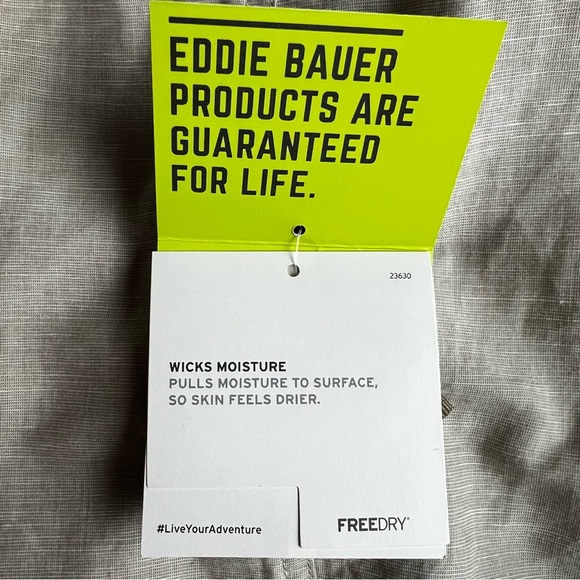 EDDIE BAUER
PRODUCTS ARE
GUARANTEED
FOR LIFE.
23630
WICKS MOISTURE
PULLS MOISTURE TO SURFACE,
SO SKIN FEELS DRIER.
#LiveYourAdventure
FREEDRY®